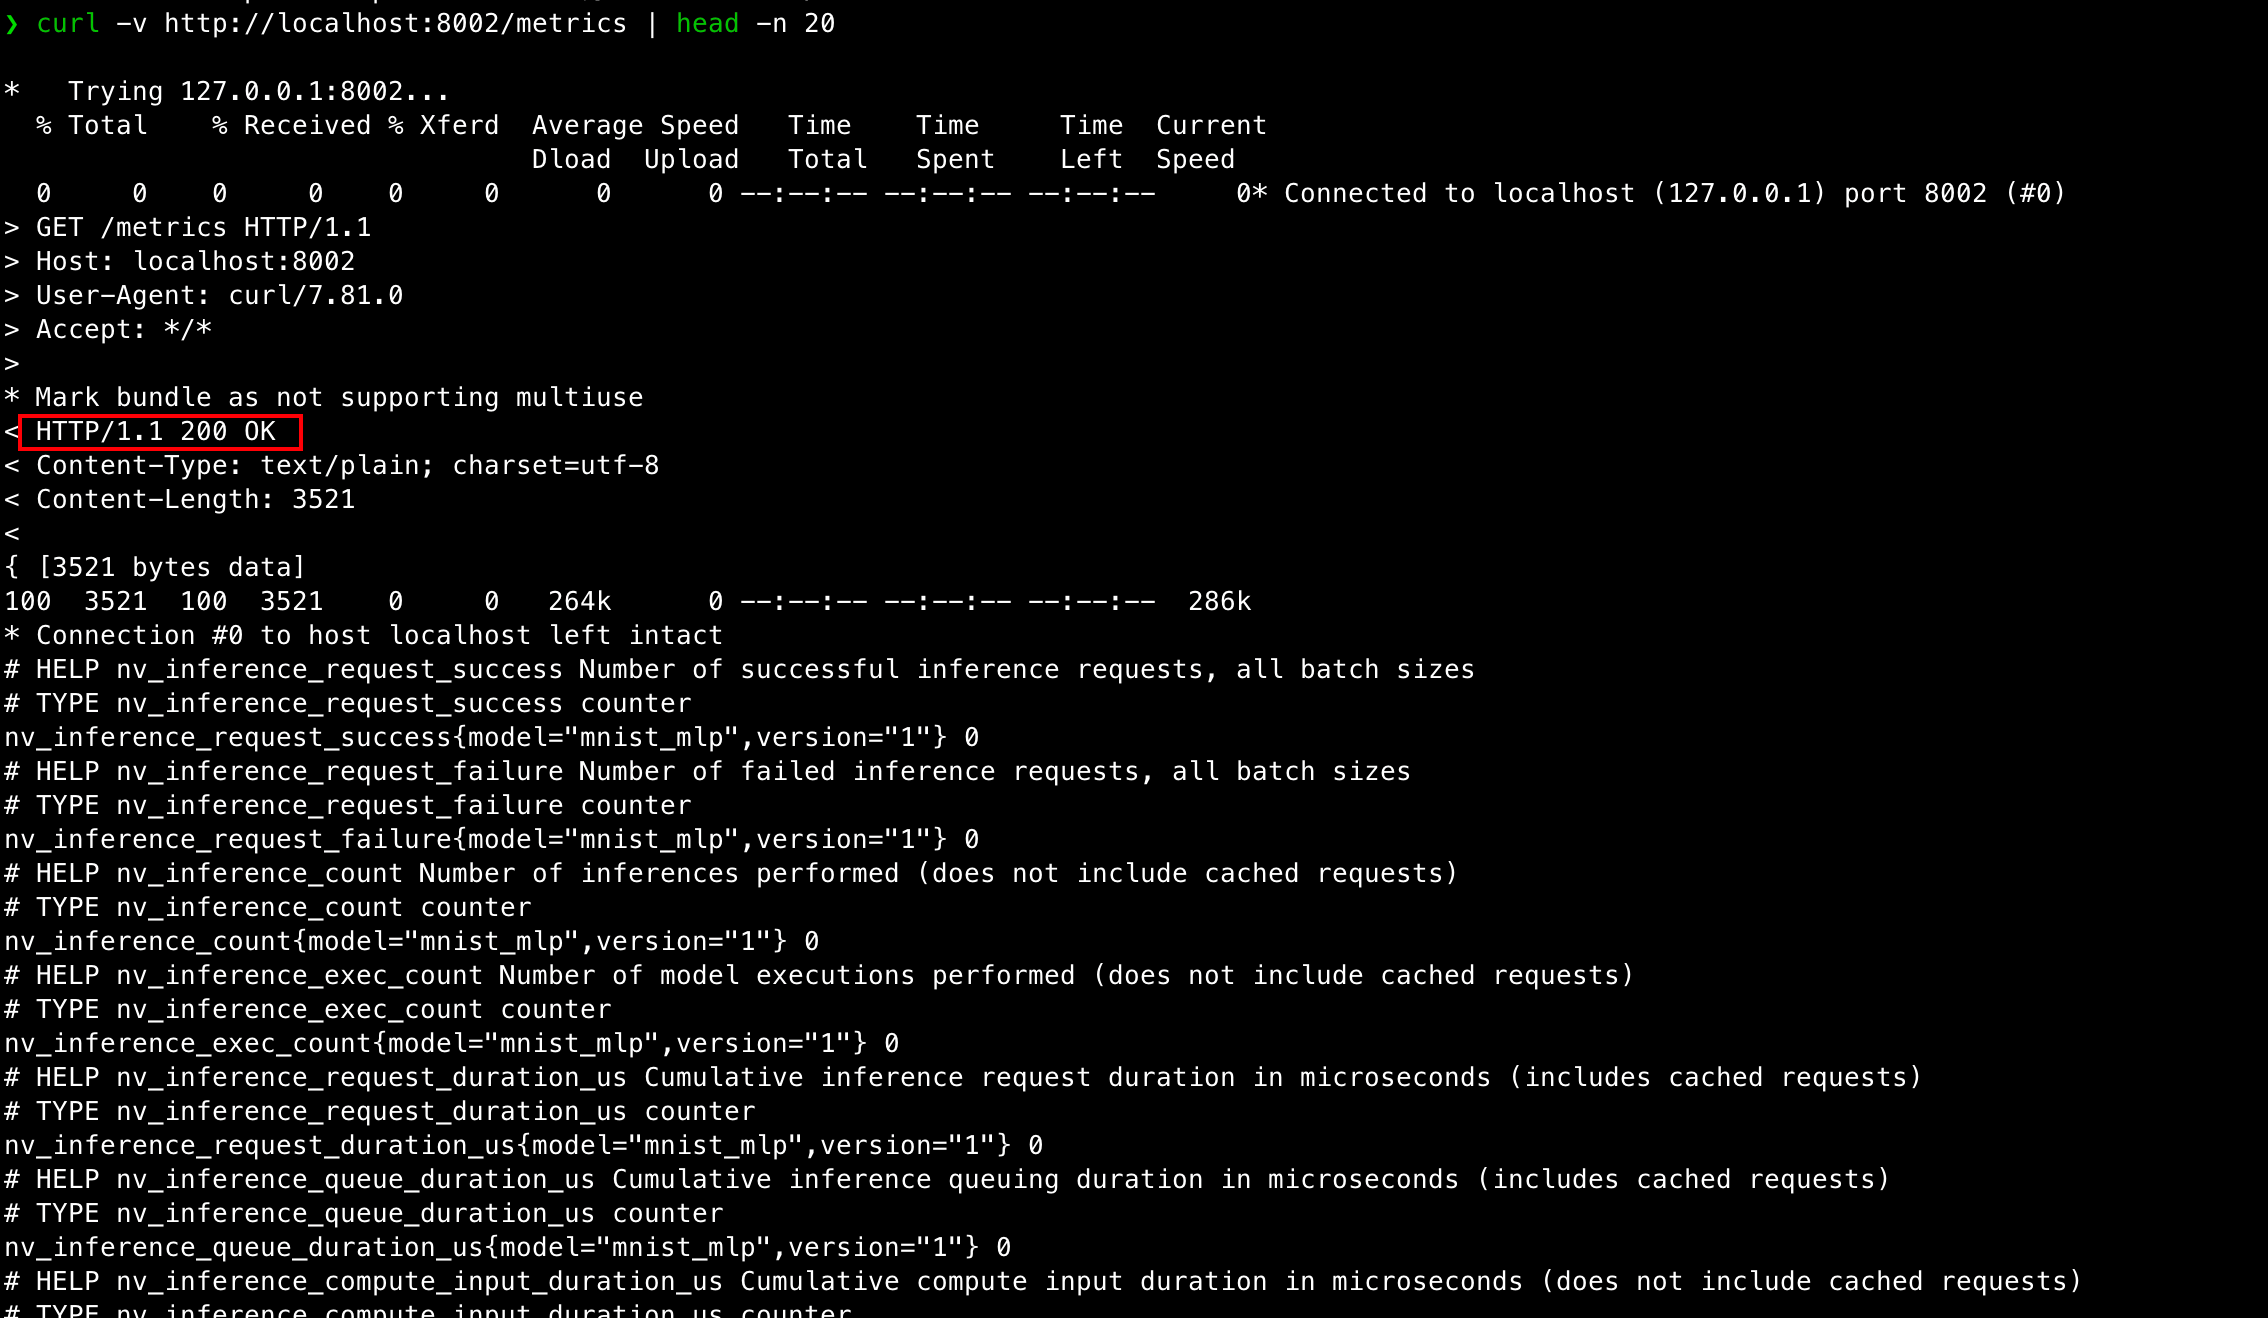 ❯ curl -v http://localhost:8002/metrics | head -n 20
*   Trying 127.0.0.1:8002...
  % Total    % Received % Xferd  Average Speed   Time    Time     Time  Current
                                 Dload  Upload   Total   Spent    Left  Speed
  0     0    0     0    0     0      0      0 --:--:-- --:--:-- --:--:--     0* Connected to localhost (127.0.0.1) port 8002 (#0)
> GET /metrics HTTP/1.1
> Host: localhost:8002
> User-Agent: curl/7.81.0
> Accept: */*
>
* Mark bundle as not supporting multiuse
< HTTP/1.1 200 OK
< Content-Type: text/plain; charset=utf-8
< Content-Length: 3521
<
{ [3521 bytes data]
100  3521  100  3521    0     0   264k      0 --:--:-- --:--:-- --:--:--  286k
* Connection #0 to host localhost left intact
# HELP nv_inference_request_success Number of successful inference requests, all batch sizes
# TYPE nv_inference_request_success counter
nv_inference_request_success{model="mnist_mlp",version="1"} 0
# HELP nv_inference_request_failure Number of failed inference requests, all batch sizes
# TYPE nv_inference_request_failure counter
nv_inference_request_failure{model="mnist_mlp",version="1"} 0
# HELP nv_inference_count Number of inferences performed (does not include cached requests)
# TYPE nv_inference_count counter
nv_inference_count{model="mnist_mlp",version="1"} 0
# HELP nv_inference_exec_count Number of model executions performed (does not include cached requests)
# TYPE nv_inference_exec_count counter
nv_inference_exec_count{model="mnist_mlp",version="1"} 0
# HELP nv_inference_request_duration_us Cumulative inference request duration in microseconds (includes cached requests)
# TYPE nv_inference_request_duration_us counter
nv_inference_request_duration_us{model="mnist_mlp",version="1"} 0
# HELP nv_inference_queue_duration_us Cumulative inference queuing duration in microseconds (includes cached requests)
# TYPE nv_inference_queue_duration_us counter
nv_inference_queue_duration_us{model="mnist_mlp",version="1"} 0
# HELP nv_inference_compute_input_duration_us Cumulative compute input duration in microseconds (does not include cached requests)
# TYPE nv_inference_compute_input_duration_us counter